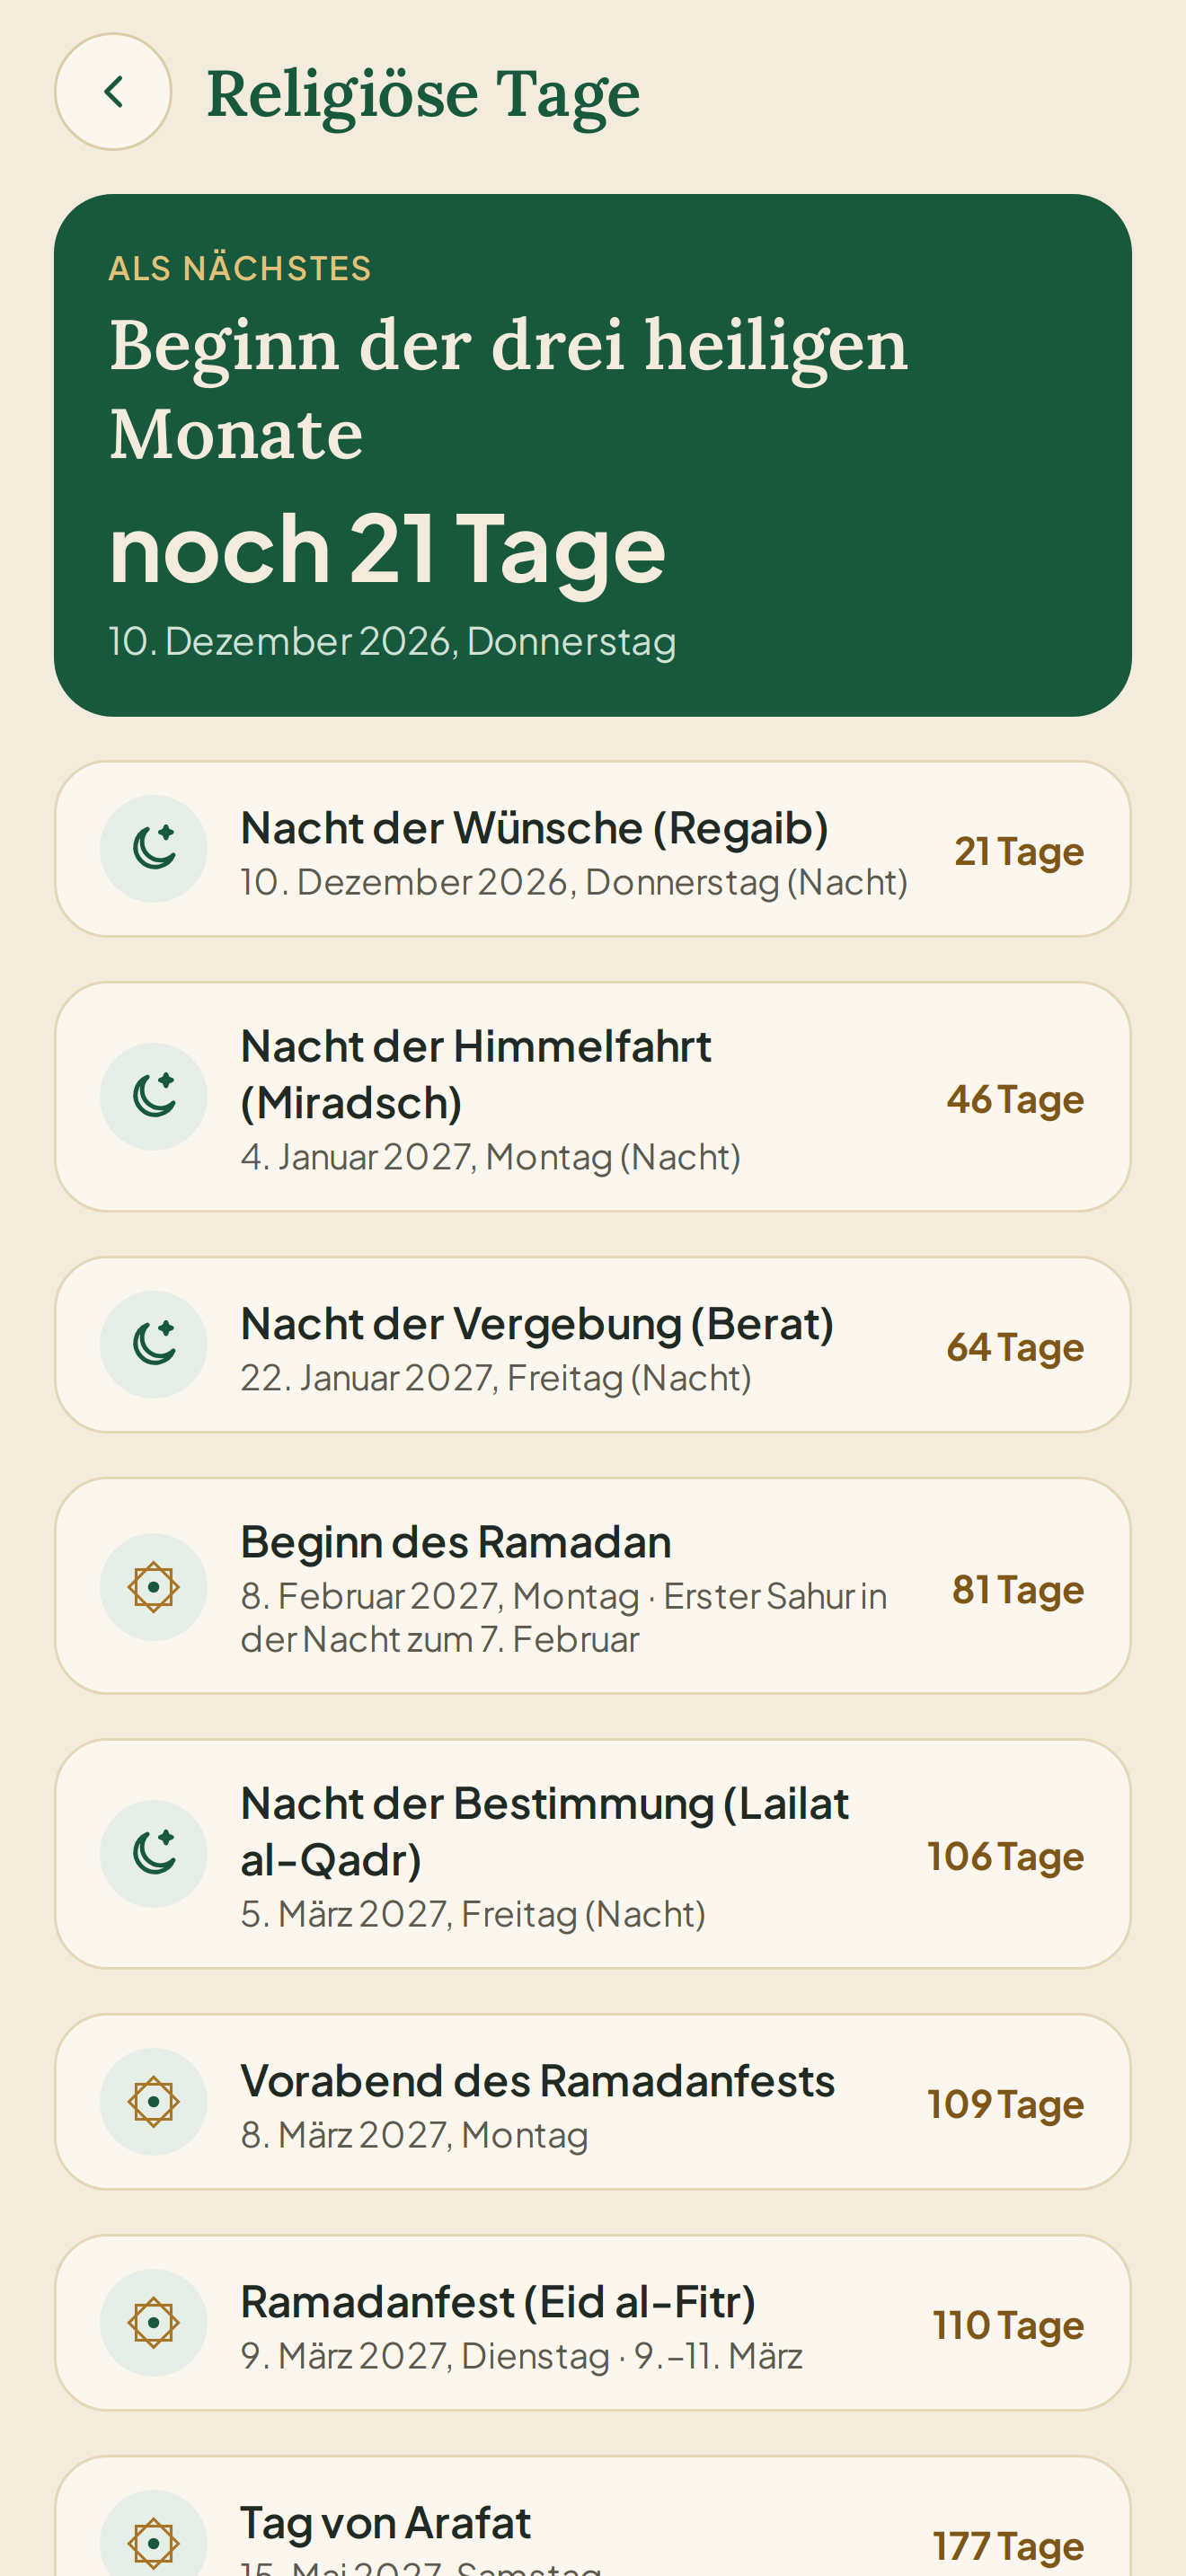 Religiöse Tage
ALS NÄCHSTES
Beginn der drei heiligen
Monate
noch 21 Tage
10. Dezember 2026, Donnerstag
Nacht der Wünsche (Regaib)
10. Dezember 2026, Donnerstag (Nacht)
21 Tage
Nacht der Himmelfahrt
(Miradsch)
4. Januar 2027, Montag (Nacht)
46 Tage
Nacht der Vergebung (Berat)
22. Januar 2027, Freitag (Nacht)
64 Tage
Beginn des Ramadan
8. Februar 2027, Montag · Erster Sahur in
der Nacht zum 7. Februar
81 Tage
Nacht der Bestimmung (Lailat
al-Qadr)
5. März 2027, Freitag (Nacht)
106 Tage
Vorabend des Ramadanfests
8. März 2027, Montag
109 Tage
Ramadanfest (Eid al-Fitr)
9. März 2027, Dienstag · 9.–11. März
110 Tage
Tag von Arafat
15. Mai 2027, Samstag
177 Tage